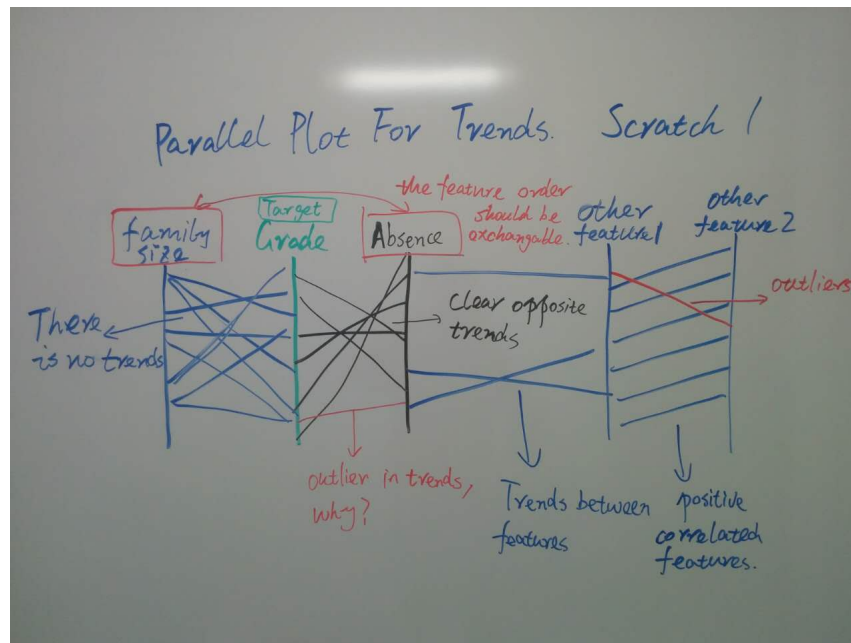 Parallel Plot For Trends. Scratch 1
family
size
Target
Grade
Absence
the feature order
should be
exchangable.
other
feature1
other
feature 2
There
is no trends
clear opposite
trends
outliers
outlier in trends,
why?
Trends between
features
positive
correlated
features.